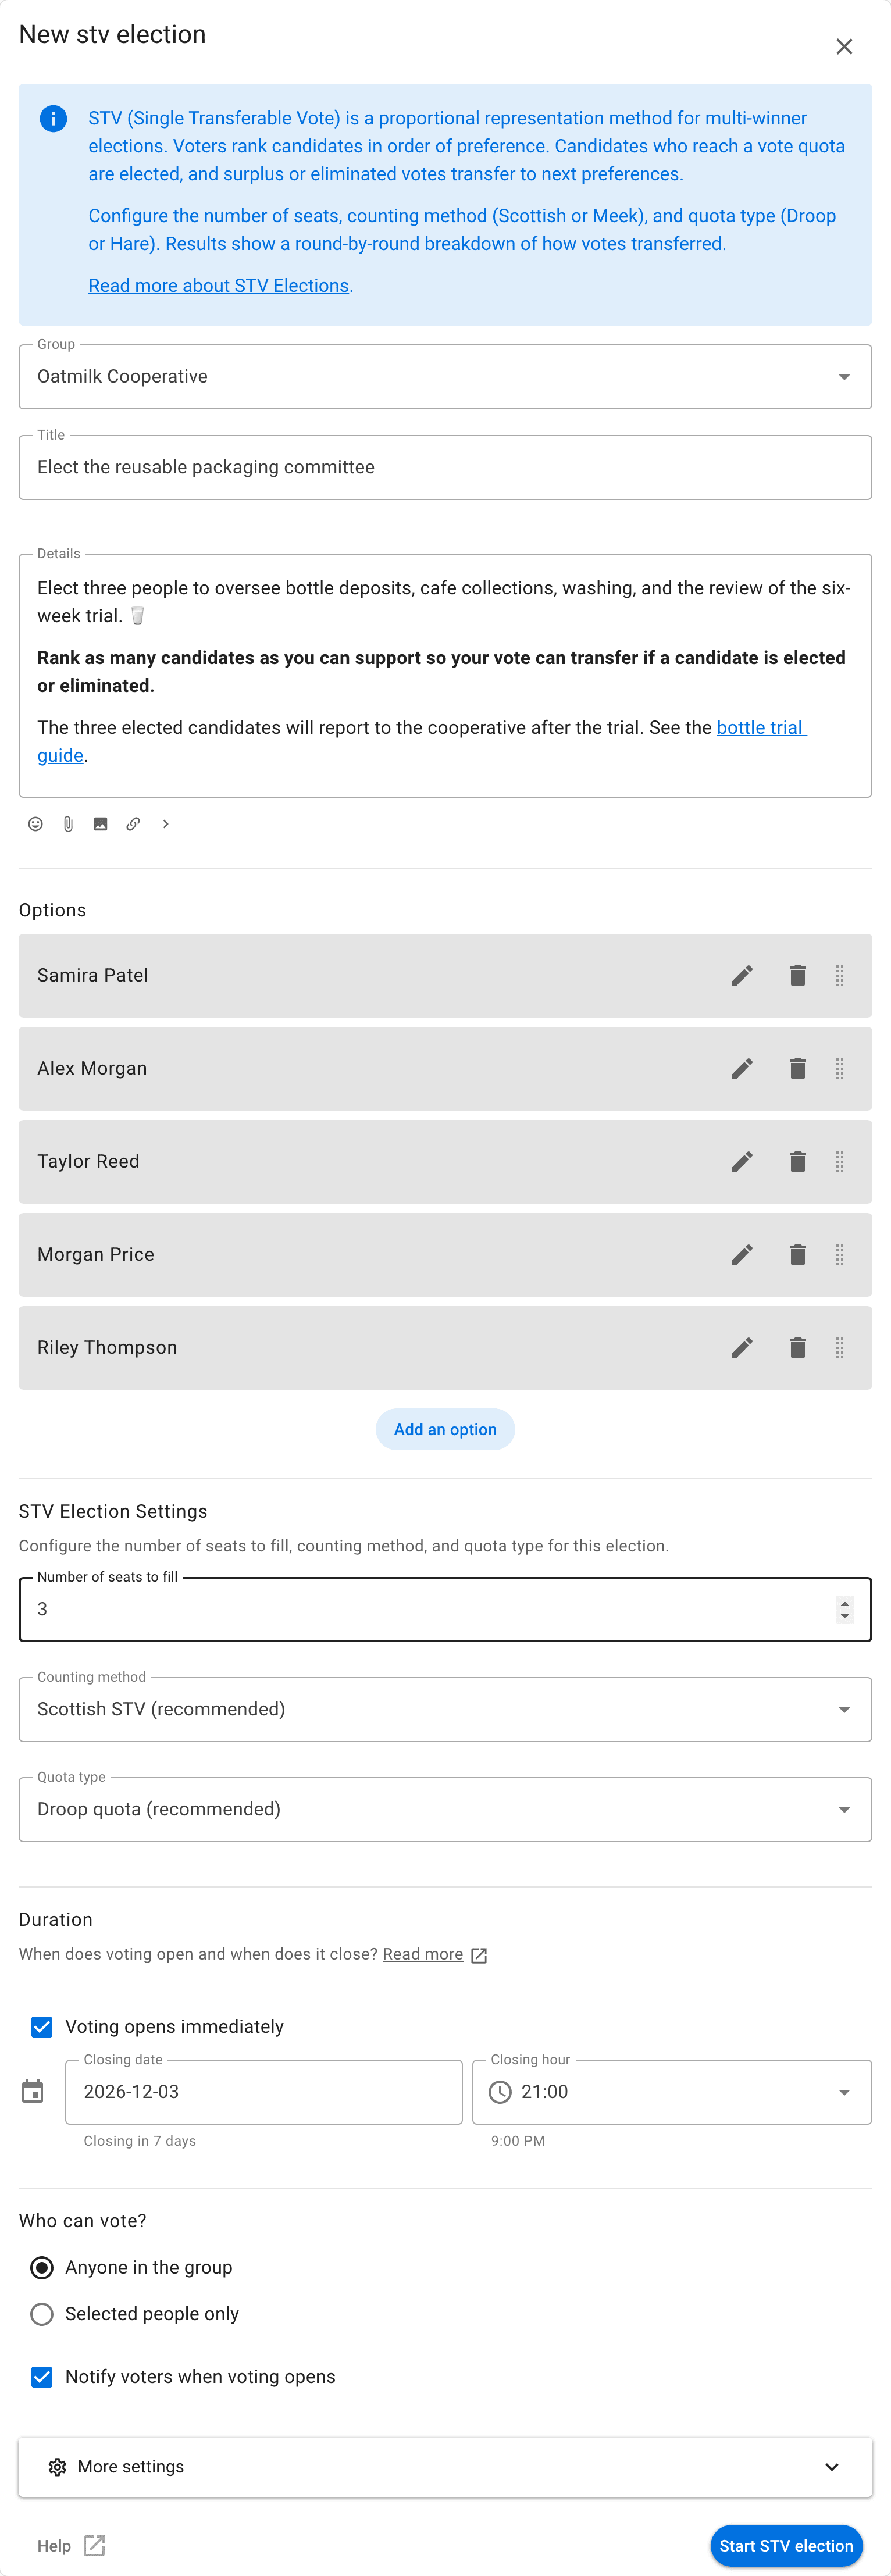 New stv election
STV (Single Transferable Vote) is a proportional representation method for multi-winner
elections. Voters rank candidates in order of preference. Candidates who reach a vote quota
are elected, and surplus or eliminated votes transfer to next preferences.
Configure the number of seats, counting method (Scottish or Meek), and quota type (Droop
or Hare). Results show a round-by-round breakdown of how votes transferred.
Read more about STV Elections.
Group
Oatmilk Cooperative
Title
Elect the reusable packaging committee
Details
Elect three people to oversee bottle deposits, cafe collections, washing, and the review of the six-
week trial. 🥛
Rank as many candidates as you can support so your vote can transfer if a candidate is elected
or eliminated.
The three elected candidates will report to the cooperative after the trial. See the bottle trial
guide.
Options
Samira Patel
Alex Morgan
Taylor Reed
Morgan Price
Riley Thompson
Add an option
STV Election Settings
Configure the number of seats to fill, counting method, and quota type for this election.
Number of seats to fill
3
Counting method
Scottish STV (recommended)
Quota type
Droop quota (recommended)
Duration
When does voting open and when does it close? Read more
Voting opens immediately
Closing date
2026-12-03
Closing in 7 days
Closing hour
21:00
9:00 PM
Who can vote?
Anyone in the group
Selected people only
Notify voters when voting opens
More settings
Help
Start STV election